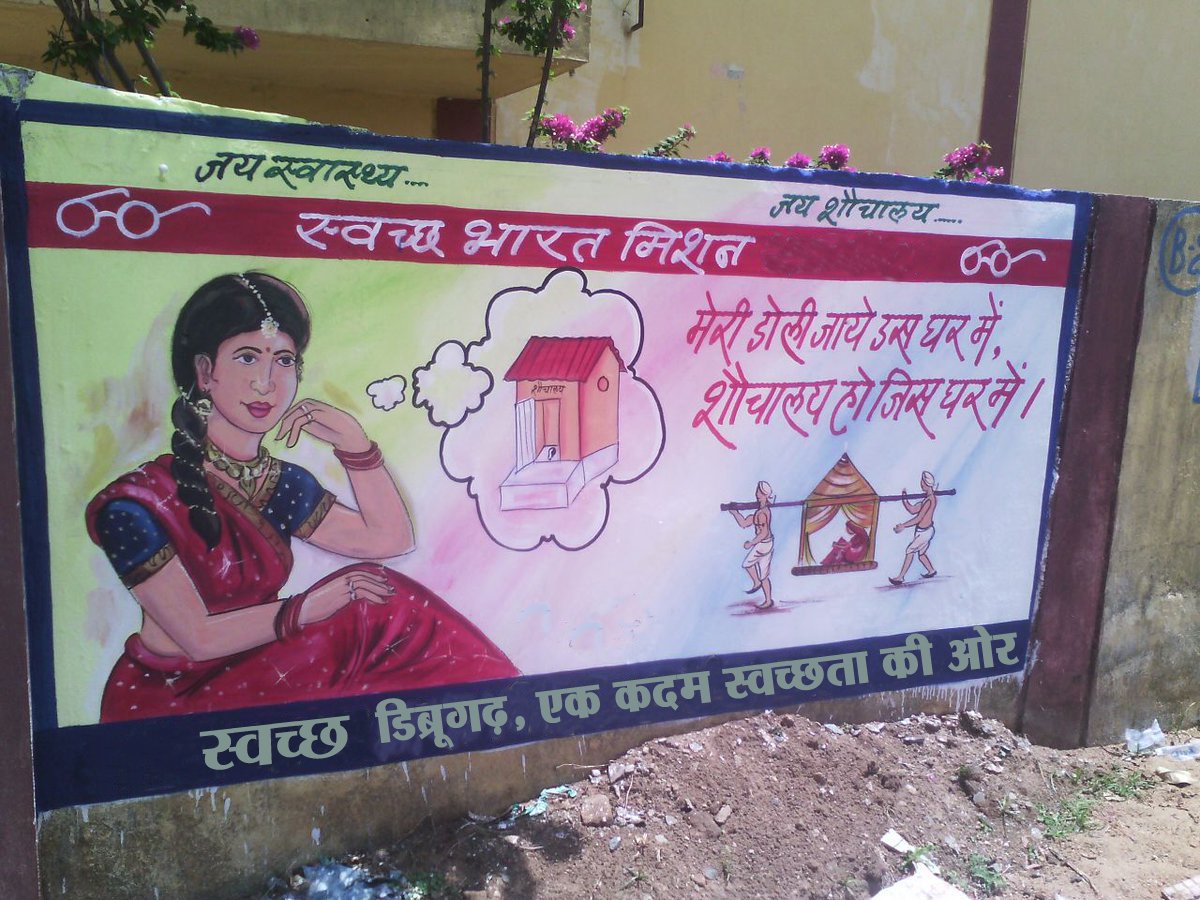 जय स्वास्थ्य....
जय शौचालय.....
स्वच्छ भारत मिशन
शौचालय
मेरी डोली जाये उस घर में,
शौचालय हो जिस घर में।
स्वच्छ डिब्रूगढ़, एक कदम स्वच्छता की ओर